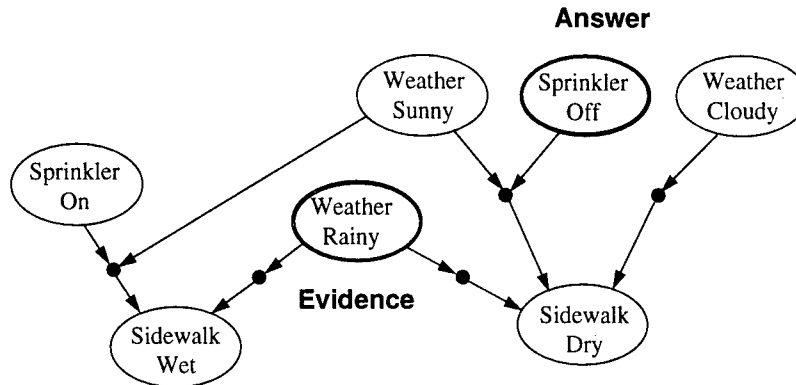 Answer
Weather
Sunny
Sprinkler
Off
Weather
Cloudy
Sprinkler
On
Weather
Rainy
Evidence
Sidewalk
Wet
Sidewalk
Dry